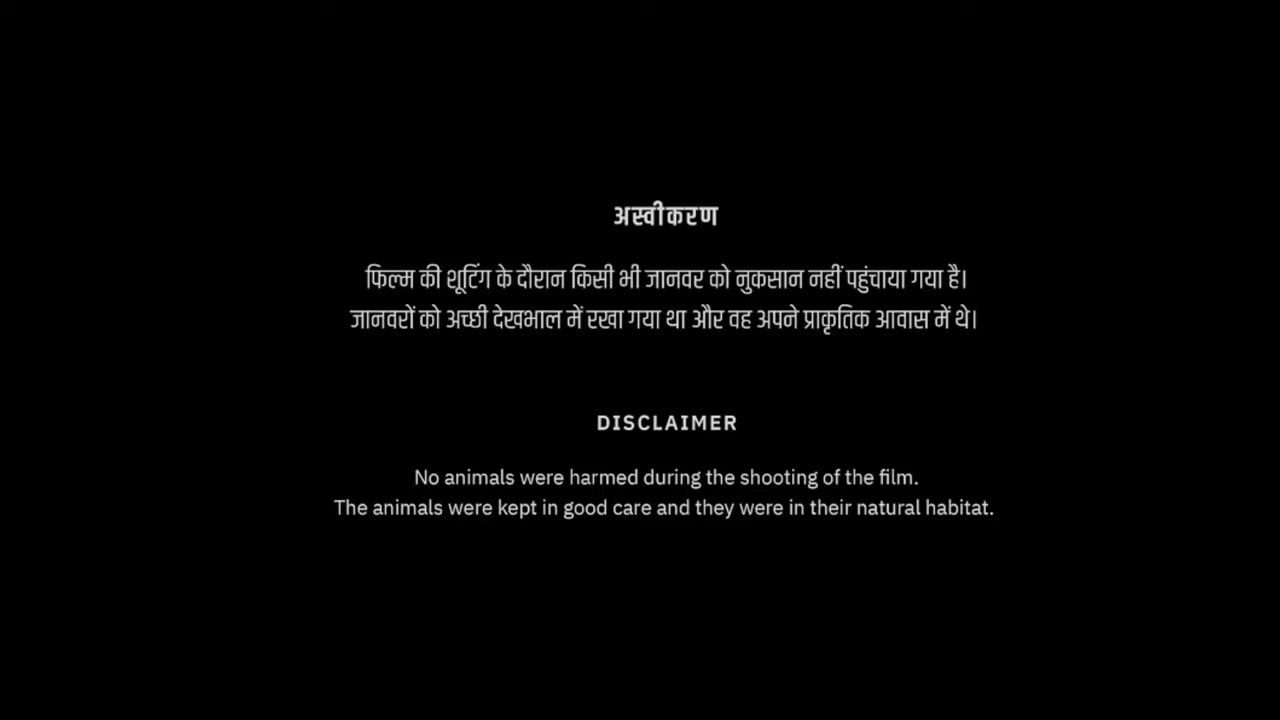 अस्वीकरण
फिल्म की शूटिंग के दौरान किसी भी जानवर को नुकसान नहीं पहुंचाया गया है।
जानवरों को अच्छी देखभाल में रखा गया था और वह अपने प्राकृतिक आवास में थे।
DISCLAIMER
No animals were harmed during the shooting of the film.
The animals were kept in good care and they were in their natural habitat.